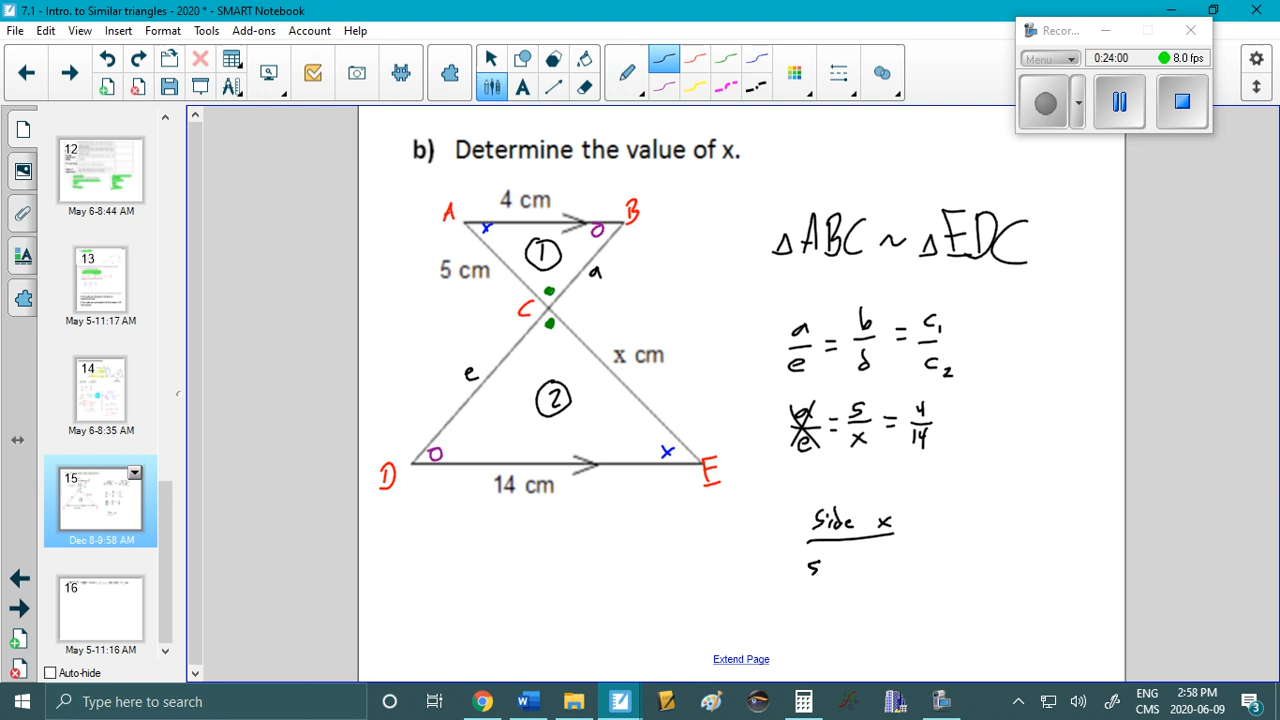 7.1 - Intro. to Similar triangles - 2020 * - SMART Notebook
File Edit View Insert Format Tools Add-ons Account Help
Recor...
Menu 0:24:00 8.0 fps
12
May 6-8:44 AM
13
May 5-11:17 AM
14
May 6-8:35 AM
15
Dec 8-9:58 AM
16
May 5-11:16 AM
Auto-hide
b) Determine the value of x.
4 cm
A B
x o
1
5 cm
a
C
x cm
e
2
o x
D E
14 cm
△ABC ~ △EDC
a/e = b/d = c₁/c₂
a/e = 5/x = 4/14
Side x
5
Extend Page
Type here to search
ENG
CMS
2:58 PM
2020-06-09
3